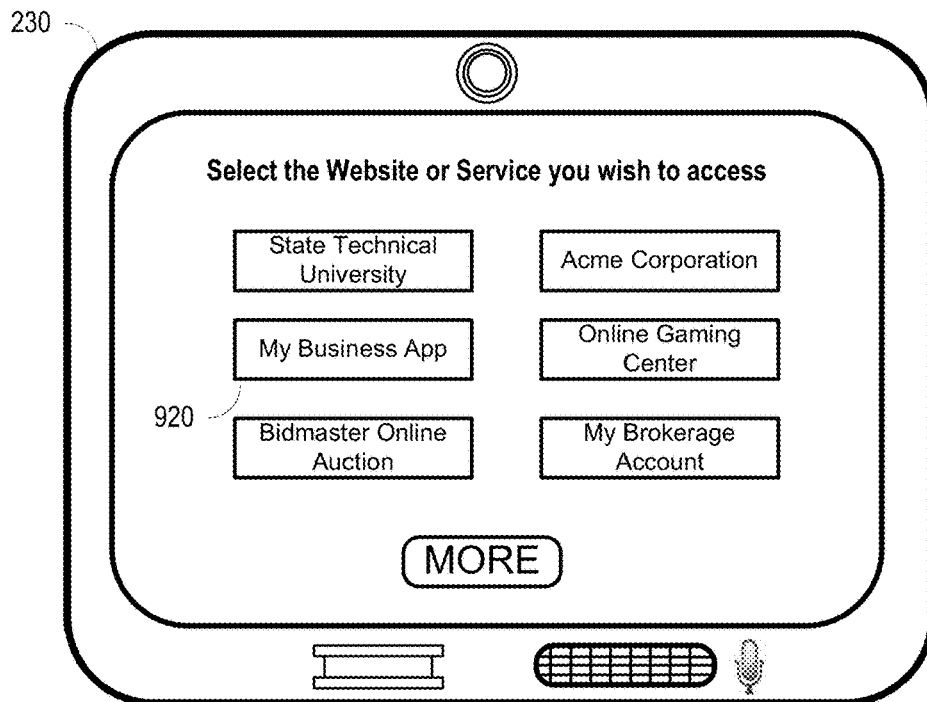 230
Select the Website or Service you wish to access
State Technical
University
Acme Corporation
My Business App
Online Gaming
Center
920
Bidmaster Online
Auction
My Brokerage
Account
MORE